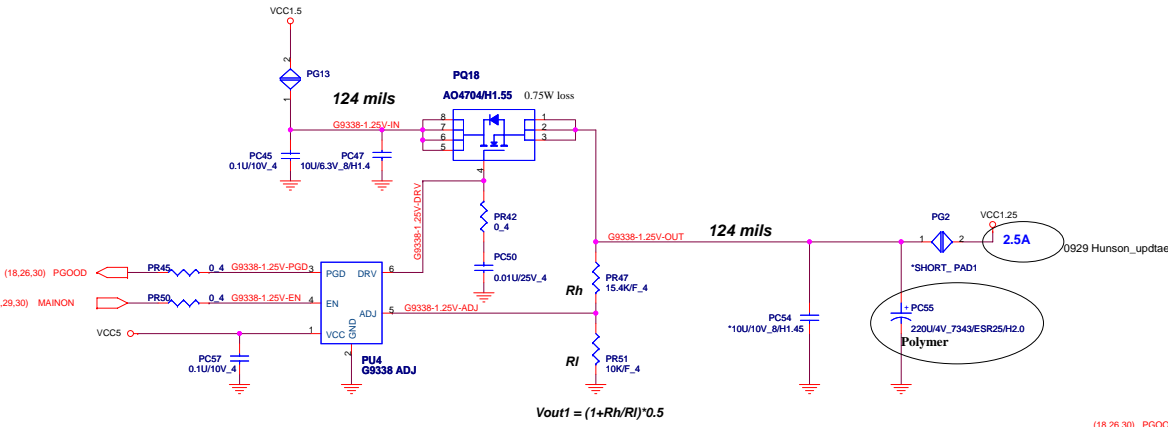 VCC1.5
2
PG13
1
124 mils
PQ18
AO4704/H1.55
0.75W loss
G9338-1.25V-IN
8
7
6
5
1
2
3
4
PC45
0.1U/10V_4
PC47
10U/6.3V_8/H1.4
G9338-1.25V-DRV
PR42
0_4
PC50
0.01U/25V_4
G9338-1.25V-OUT
124 mils
PG2
1
2
*SHORT_ PAD1
VCC1.25
2.5A
0929 Hunson_updtae
(18,26,30) PGOOD
PR45
0_4
G9338-1.25V-PGD
3
PGD
DRV
6
,29,30) MAINON
PR50
0_4
G9338-1.25V-EN
4
EN
ADJ
5
G9338-1.25V-ADJ
VCC5
1
VCC
GND
2
PC57
0.1U/10V_4
PU4
G9338 ADJ
Rh
PR47
15.4K/F_4
Rl
PR51
10K/F_4
PC54
*10U/10V_8/H1.45
+
PC55
220U/4V_7343/ESR25/H2.0
Polymer
Vout1 = (1+Rh/Rl)*0.5
(18,26,30) PGOO